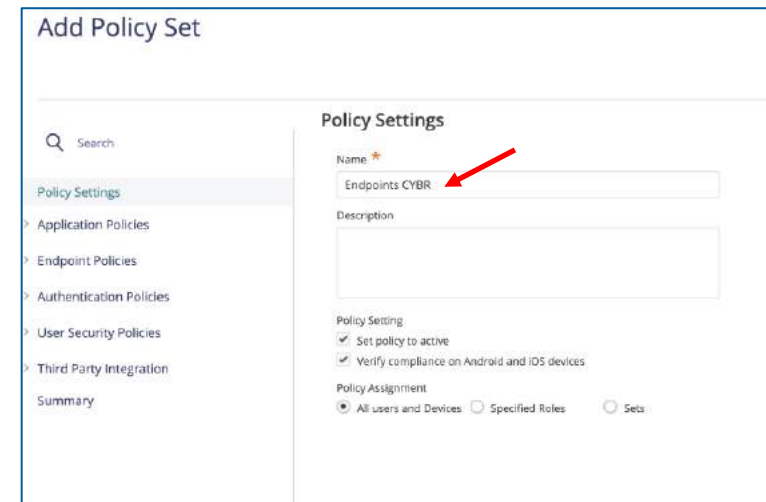 Add Policy Set
Search
Policy Settings
Application Policies
Endpoint Policies
Authentication Policies
User Security Policies
Third Party Integration
Summary
Policy Settings
Name *
Endpoints CYBR
Description
Policy Setting
Set policy to active
Verify compliance on Android and iOS devices
Policy Assignment
All users and Devices Specified Roles Sets